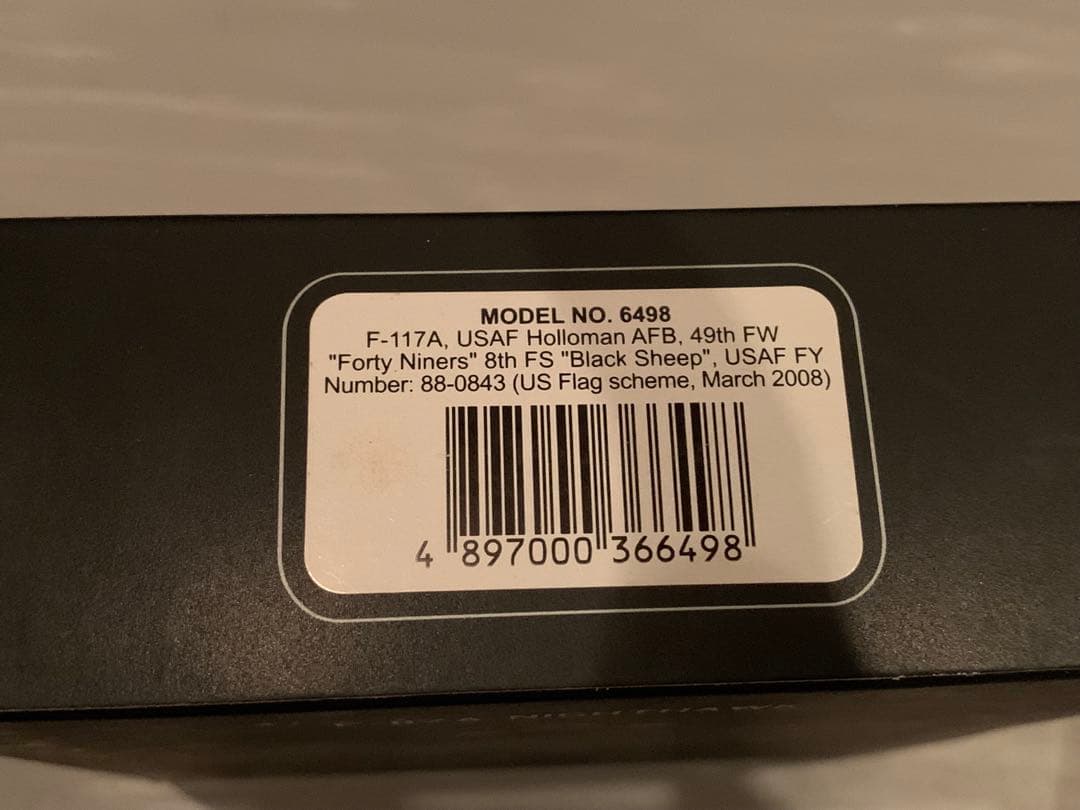 MODEL NO. 6498
F-117A, USAF Holloman AFB, 49th FW
"Forty Niners" 8th FS "Black Sheep", USAF FY
Number: 88-0843 (US Flag scheme, March 2008)
4 897000 366498
NIGHTHAWK